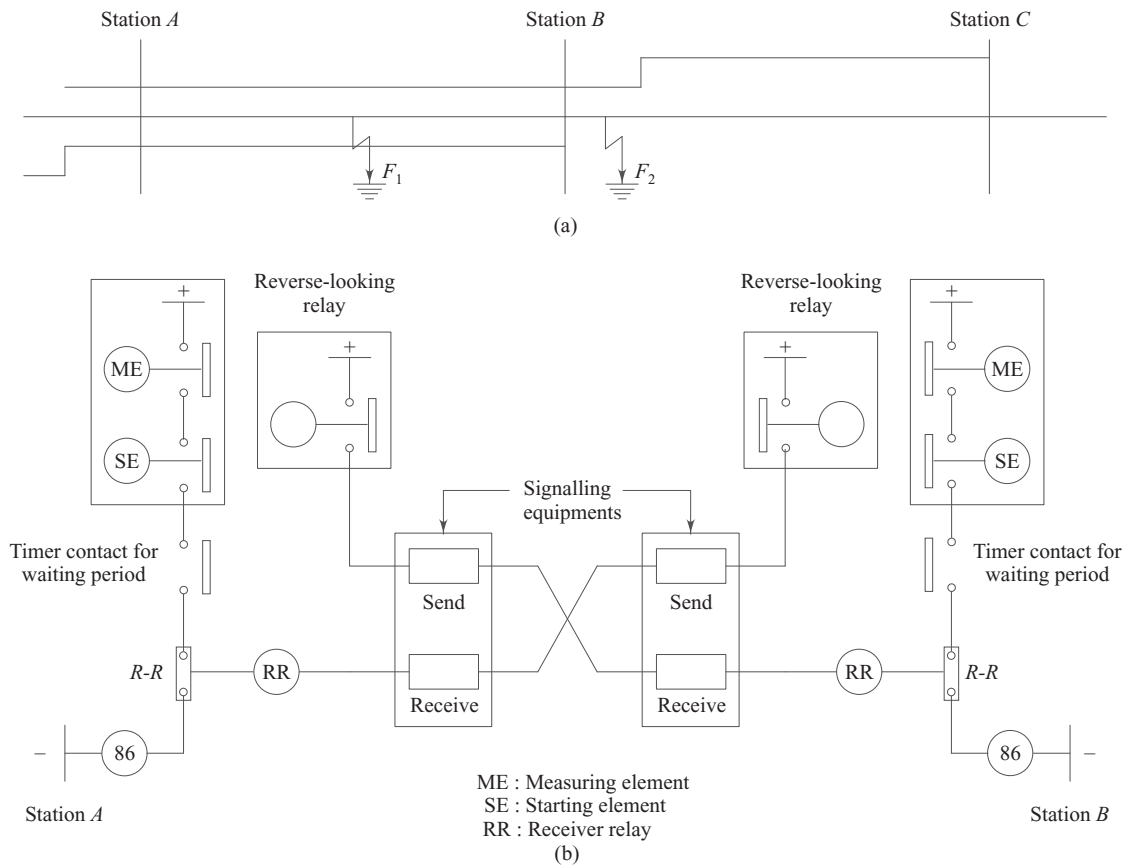 Station A
Station B
Station C
F1
F2
(a)
Reverse-looking
relay
Reverse-looking
relay
+
+
+
+
ME
ME
SE
SE
Signalling
equipments
Timer contact for
waiting period
Timer contact for
waiting period
Send
Send
R-R
RR
RR
R-R
Receive
Receive
–
86
86
–
ME : Measuring element
SE : Starting element
RR : Receiver relay
Station A
Station B
(b)